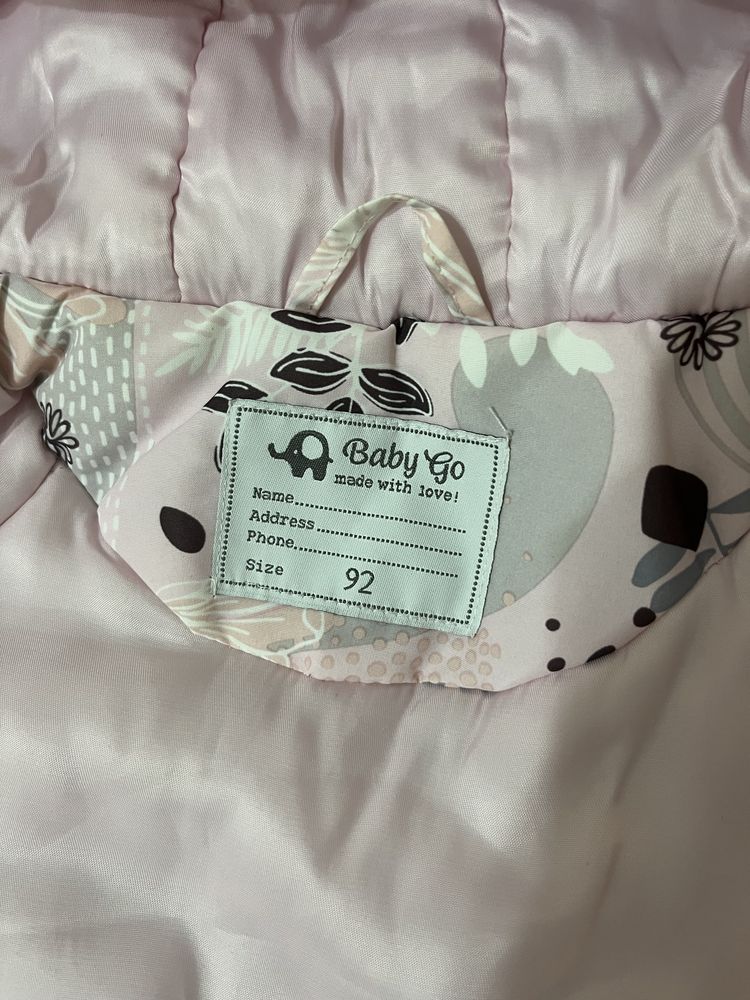 Baby Go
made with love!
Name
Address
Phone
Size 92